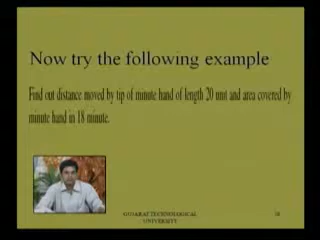 Now try the following example
Find out distance moved by tip of minute hand of length 20 unit and area covered by
minute hand in 18 minute.
GUJARAT TECHNOLOGICAL
UNIVERSITY